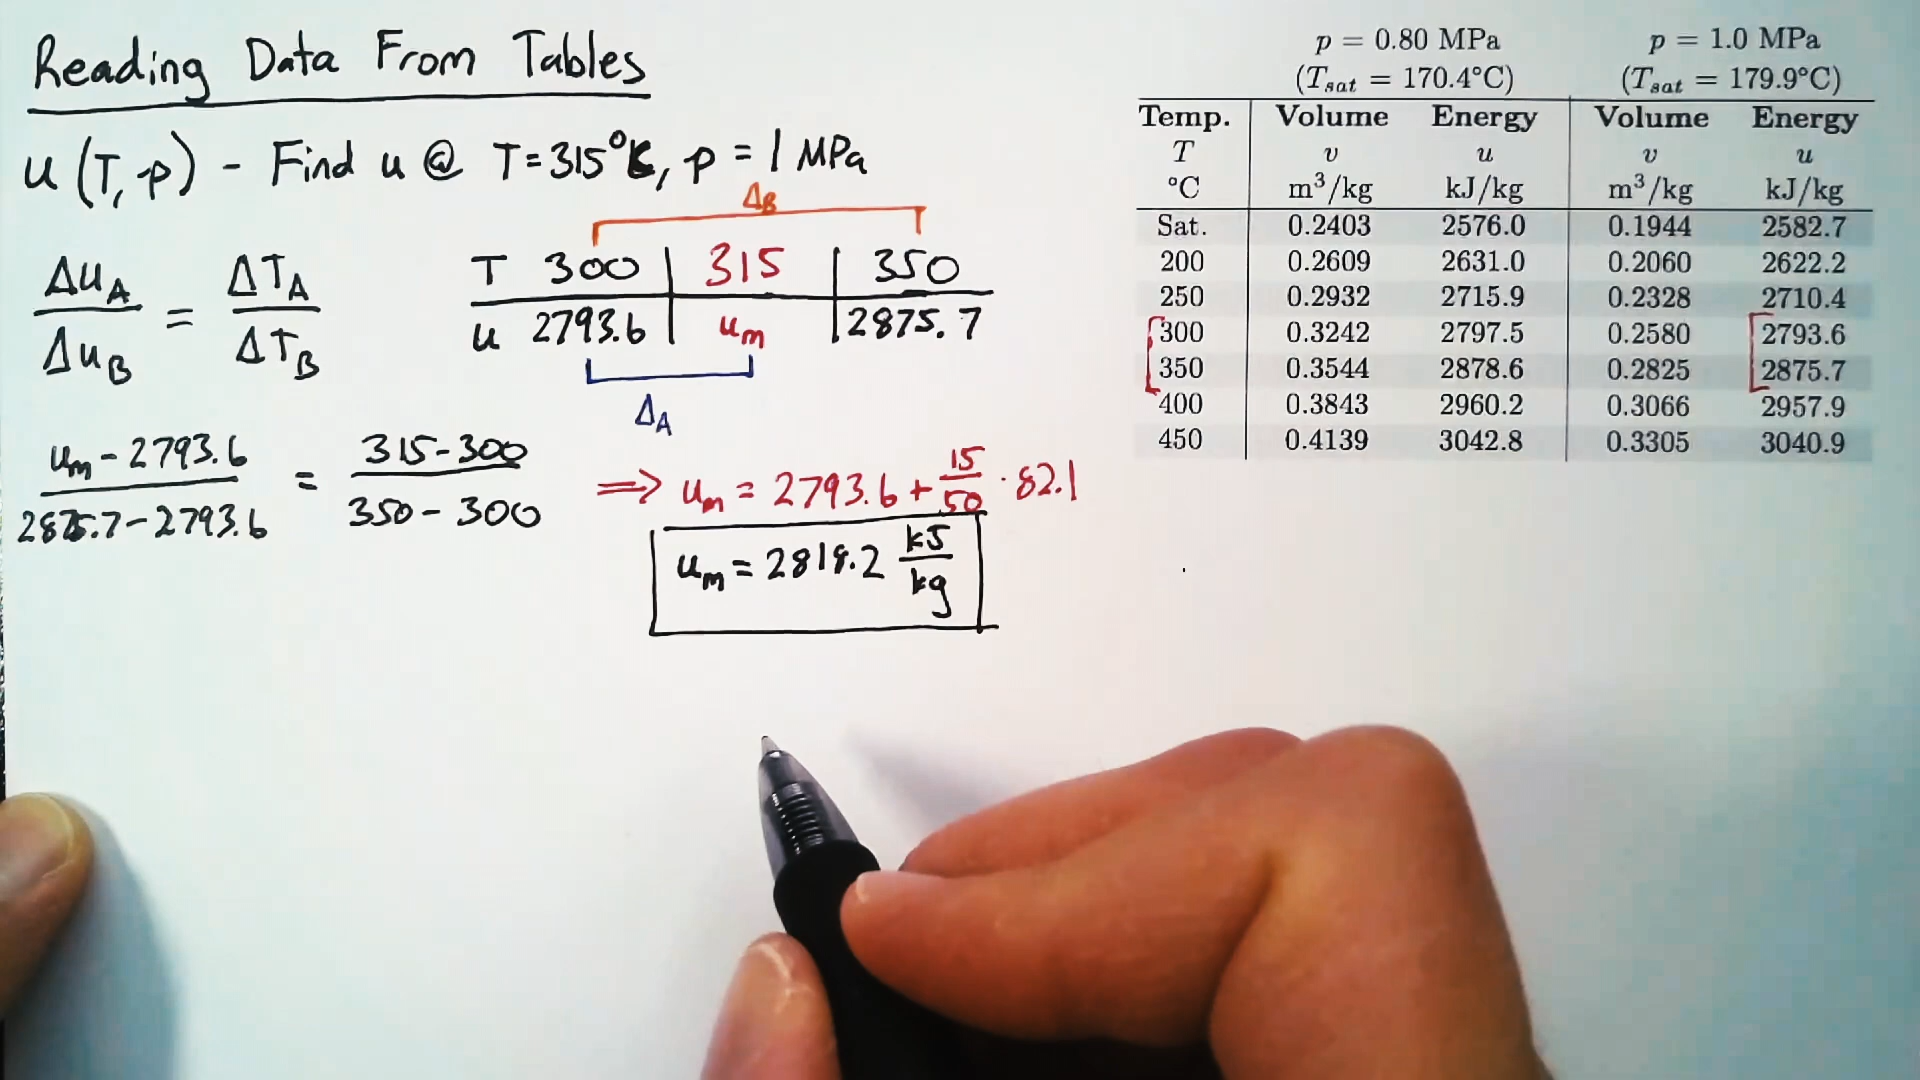 Reading Data From Tables
u (T, p) - Find u @ T=315°C, p = 1 MPa
Δu_A / Δu_B = ΔT_A / ΔT_B
Δ_B
T 300 | 315 | 350
u 2793.6 | u_m | 2875.7
Δ_A
(u_m - 2793.6) / (2875.7 - 2793.6) = (315-300) / (350-300) ⇒ u_m = 2793.6 + 15/50 · 82.1
u_m = 2818.2 kJ/kg
p = 0.80 MPa p = 1.0 MPa
(T_sat = 170.4°C) (T_sat = 179.9°C)
Temp. Volume Energy Volume Energy
T v u v u
°C m³/kg kJ/kg m³/kg kJ/kg
Sat. 0.2403 2576.0 0.1944 2582.7
200 0.2609 2631.0 0.2060 2622.2
250 0.2932 2715.9 0.2328 2710.4
300 0.3242 2797.5 0.2580 2793.6
350 0.3544 2878.6 0.2825 2875.7
400 0.3843 2960.2 0.3066 2957.9
450 0.4139 3042.8 0.3305 3040.9